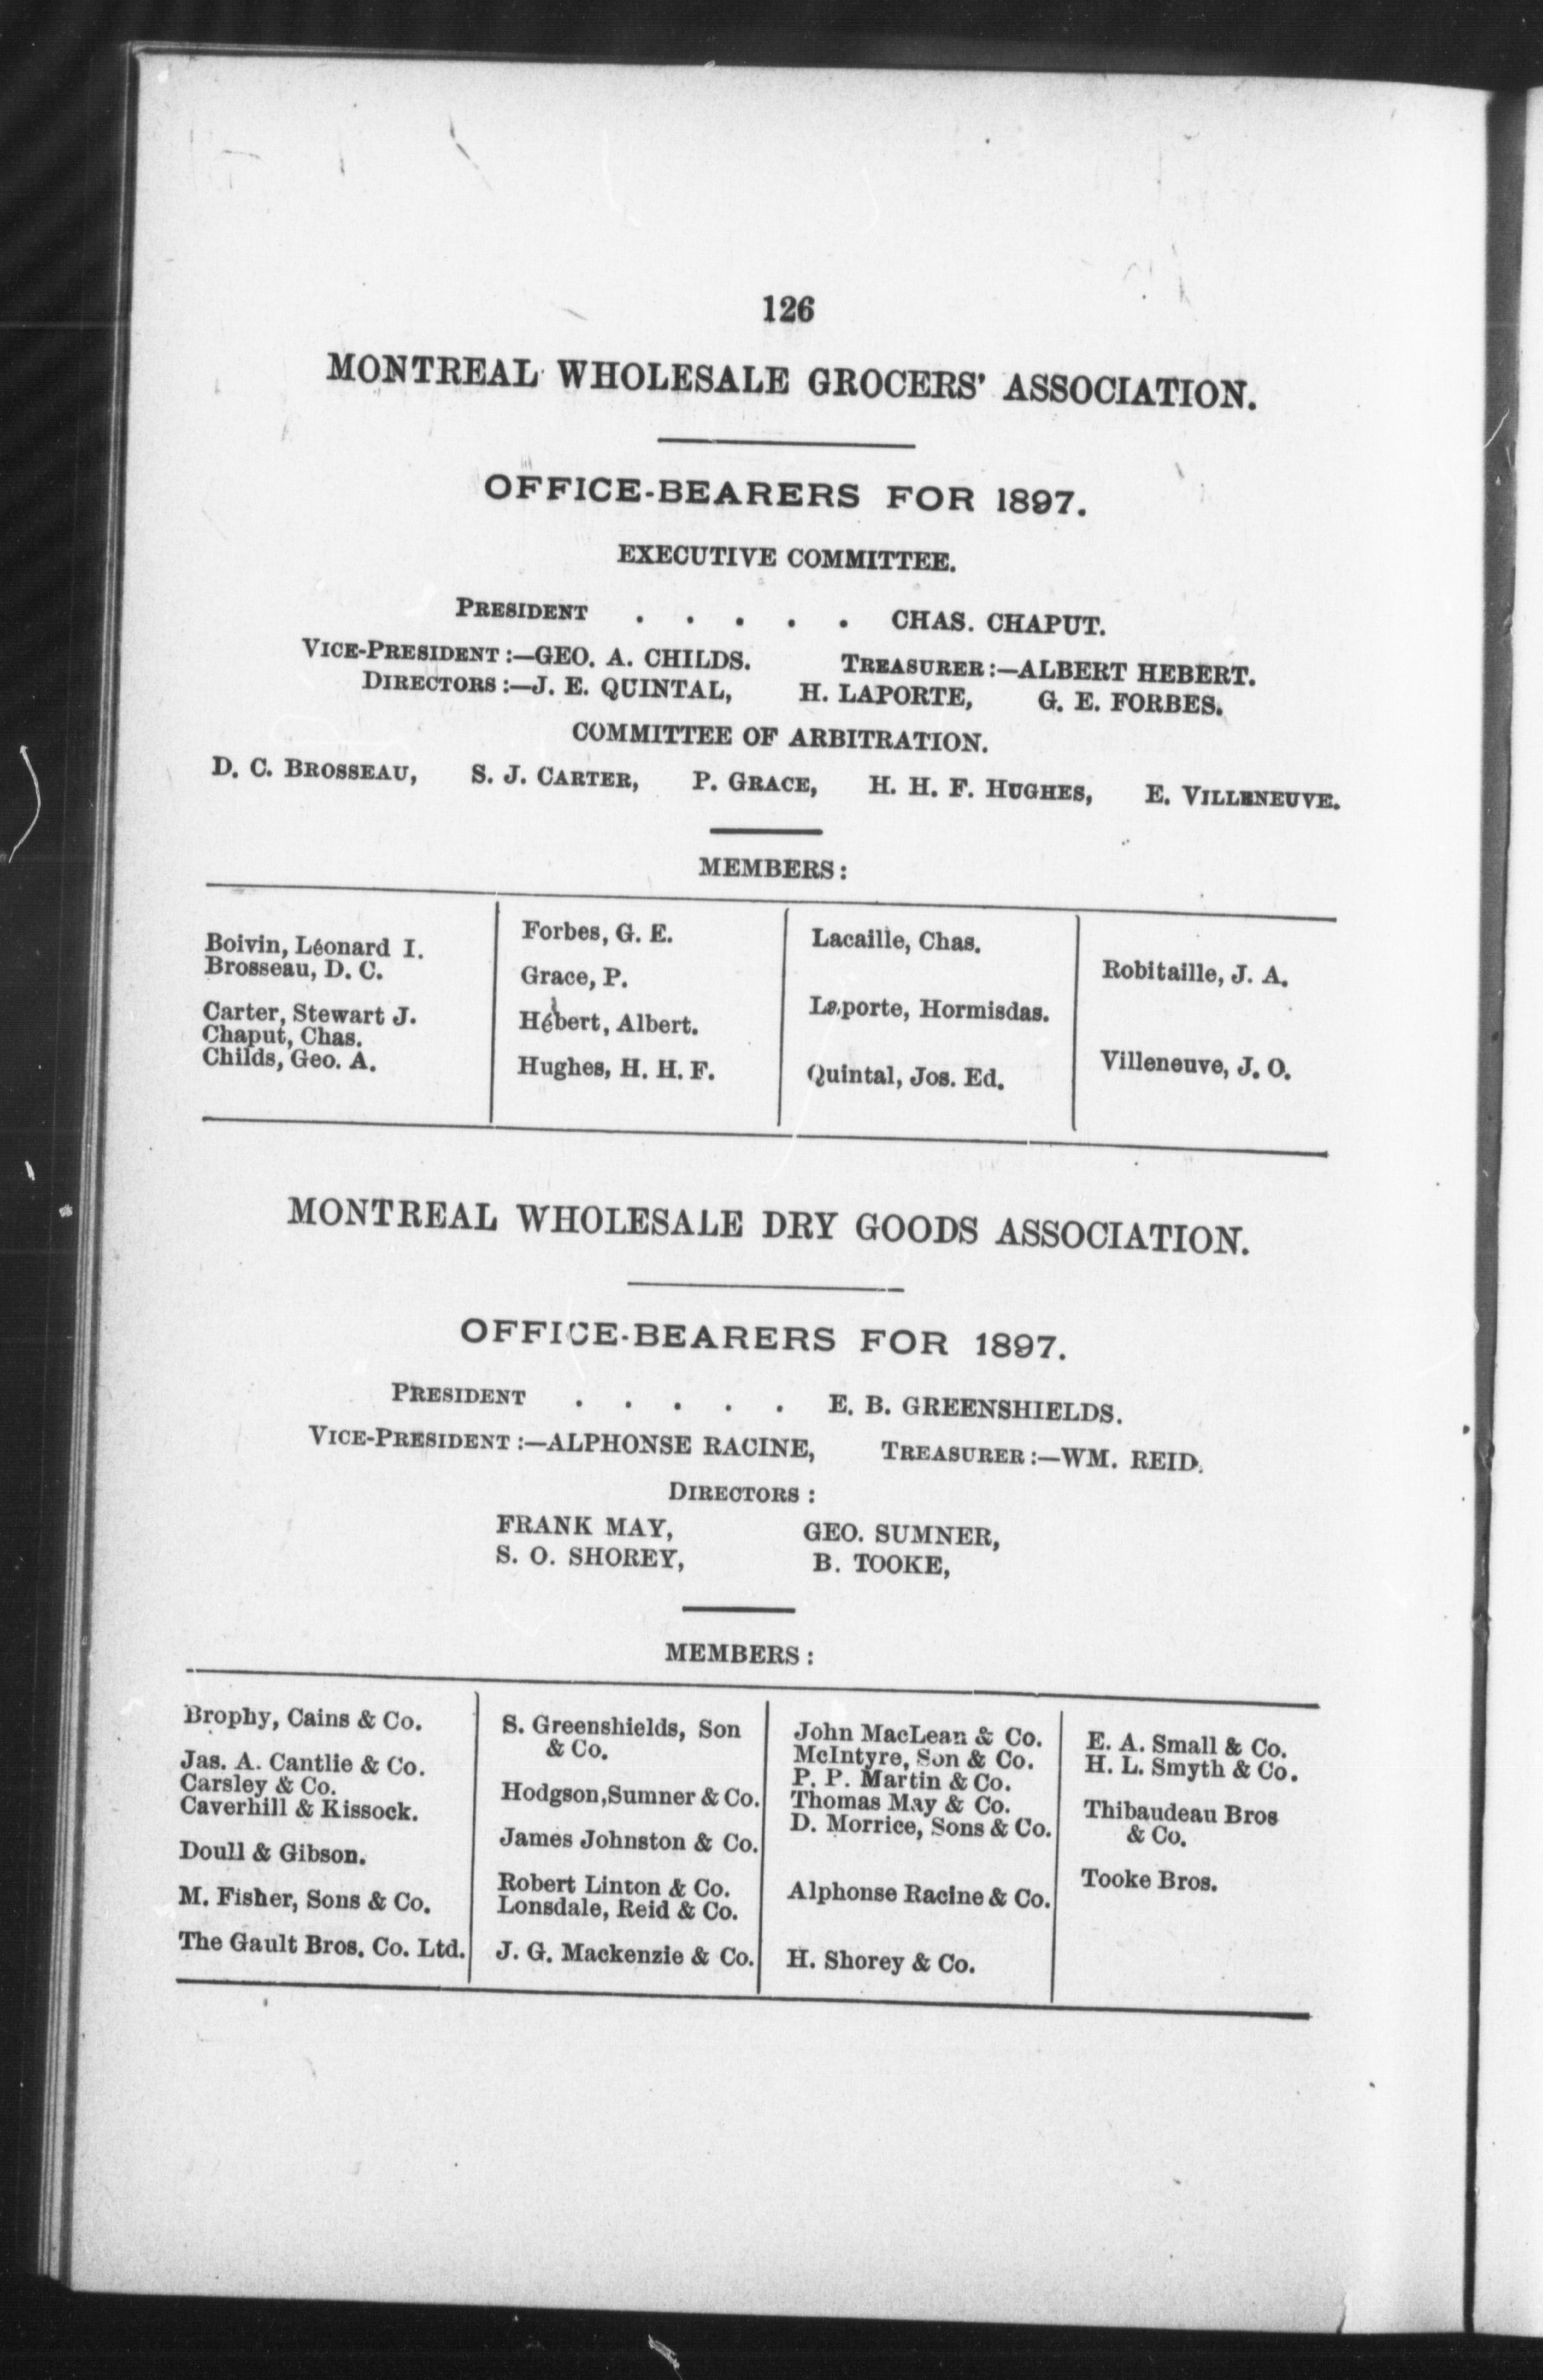 126
MONTREAL WHOLESALE GROCERS' ASSOCIATION.
OFFICE-BEARERS FOR 1897.
EXECUTIVE COMMITTEE.
PRESIDENT . . . . . CHAS. CHAPUT.
VICE-PRESIDENT :—GEO. A. CHILDS. TREASURER :—ALBERT HEBERT.
DIRECTORS :—J. E. QUINTAL, H. LAPORTE, G. E. FORBES.
COMMITTEE OF ARBITRATION.
D. C. BROSSEAU, S. J. CARTER, P. GRACE, H. H. F. HUGHES, E. VILLENEUVE.
MEMBERS :
Boivin, Léonard I.
Brosseau, D. C.
Carter, Stewart J.
Chaput, Chas.
Childs, Geo. A.
Forbes, G. E.
Grace, P.
Hébert, Albert.
Hughes, H. H. F.
Lacaille, Chas.
Laporte, Hormisdas.
Quintal, Jos. Ed.
Robitaille, J. A.
Villeneuve, J. O.
MONTREAL WHOLESALE DRY GOODS ASSOCIATION.
OFFICE-BEARERS FOR 1897.
PRESIDENT . . . . . E. B. GREENSHIELDS.
VICE-PRESIDENT :—ALPHONSE RACINE, TREASURER :—WM. REID.
DIRECTORS :
FRANK MAY, GEO. SUMNER,
S. O. SHOREY, B. TOOKE,
MEMBERS :
Brophy, Cains & Co.
Jas. A. Cantlie & Co.
Carsley & Co.
Caverhill & Kissock.
Doull & Gibson.
M. Fisher, Sons & Co.
The Gault Bros. Co. Ltd.
S. Greenshields, Son
& Co.
Hodgson, Sumner & Co.
James Johnston & Co.
Robert Linton & Co.
Lonsdale, Reid & Co.
J. G. Mackenzie & Co.
John MacLean & Co.
McIntyre, Son & Co.
P. P. Martin & Co.
Thomas May & Co.
D. Morrice, Sons & Co.
Alphonse Racine & Co.
H. Shorey & Co.
E. A. Small & Co.
H. L. Smyth & Co.
Thibaudeau Bros
& Co.
Tooke Bros.